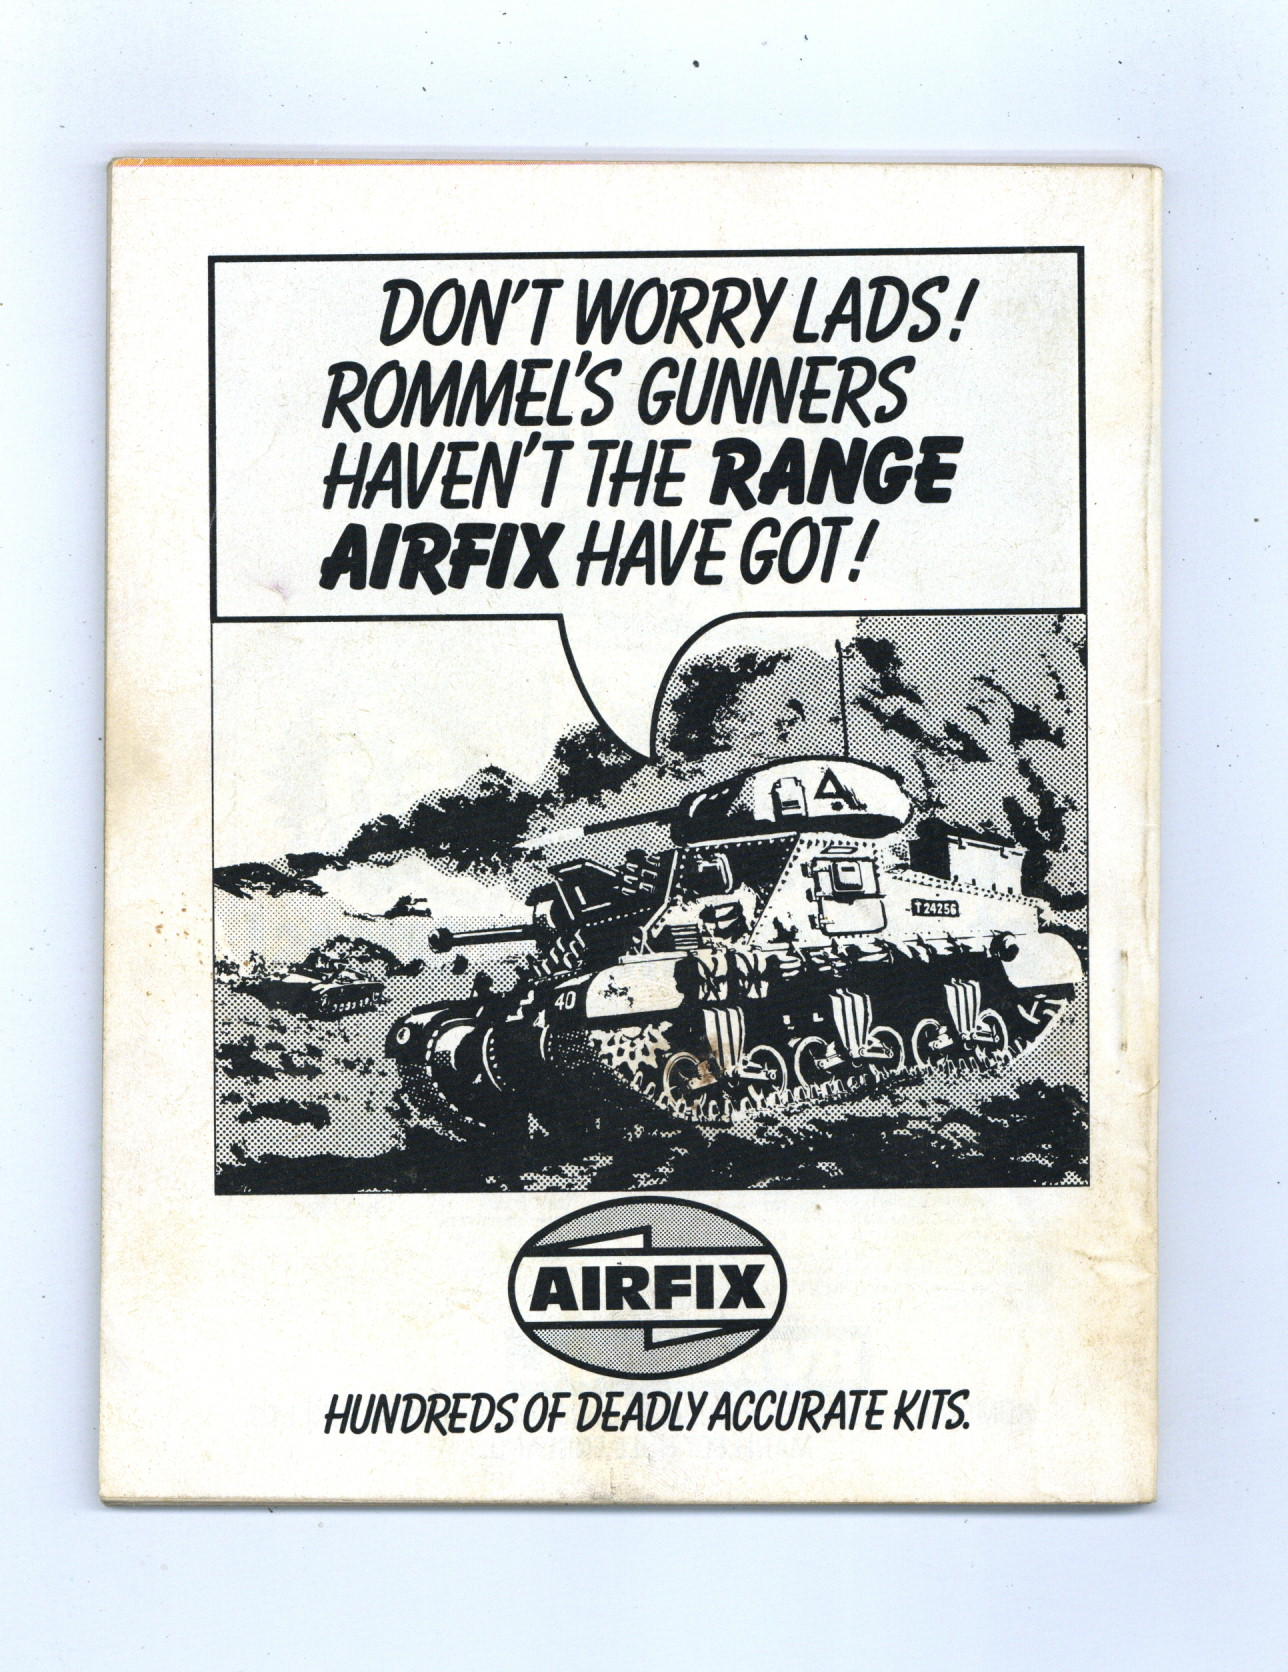 DON'T WORRY LADS!
ROMMEL'S GUNNERS
HAVEN'T THE RANGE
AIRFIX HAVE GOT!
T 24256
40
AIRFIX
HUNDREDS OF DEADLY ACCURATE KITS.